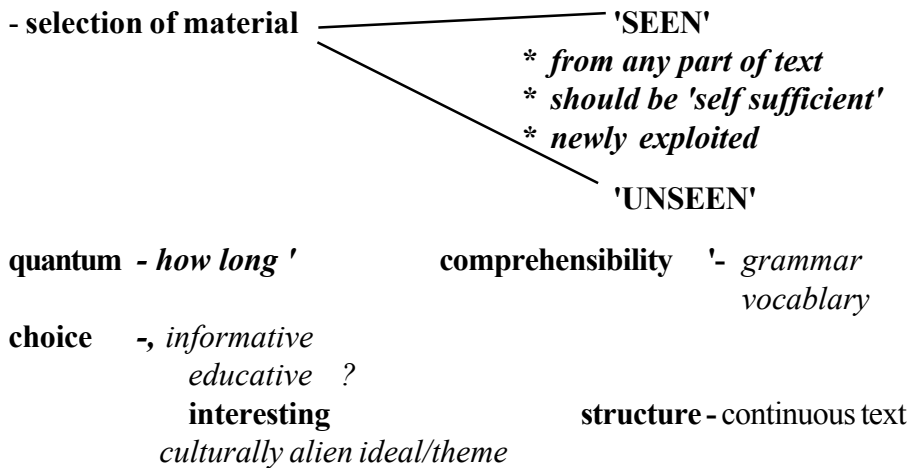 - selection of material 'SEEN'
* from any part of text
* should be 'self sufficient'
* newly exploited
'UNSEEN'
quantum - how long ' comprehensibility '- grammar
vocablary
choice -, informative
educative ?
interesting structure - continuous text
culturally alien ideal/theme